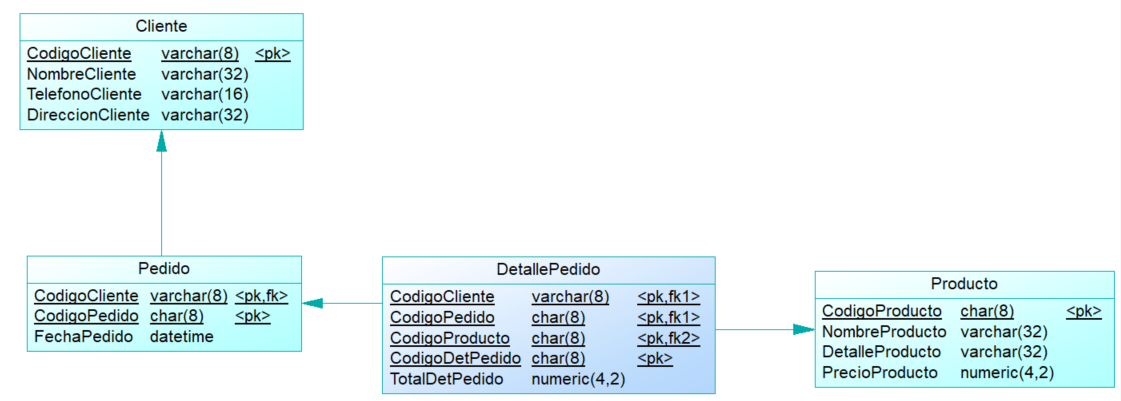 Cliente
CodigoCliente varchar(8) <pk>
NombreCliente varchar(32)
TelefonoCliente varchar(16)
DireccionCliente varchar(32)
Pedido
CodigoCliente varchar(8) <pk,fk>
CodigoPedido char(8) <pk>
FechaPedido datetime
DetallePedido
CodigoCliente varchar(8) <pk,fk1>
CodigoPedido char(8) <pk,fk1>
CodigoProducto char(8) <pk,fk2>
CodigoDetPedido char(8) <pk>
TotalDetPedido numeric(4,2)
Producto
CodigoProducto char(8) <pk>
NombreProducto varchar(32)
DetalleProducto varchar(32)
PrecioProducto numeric(4,2)